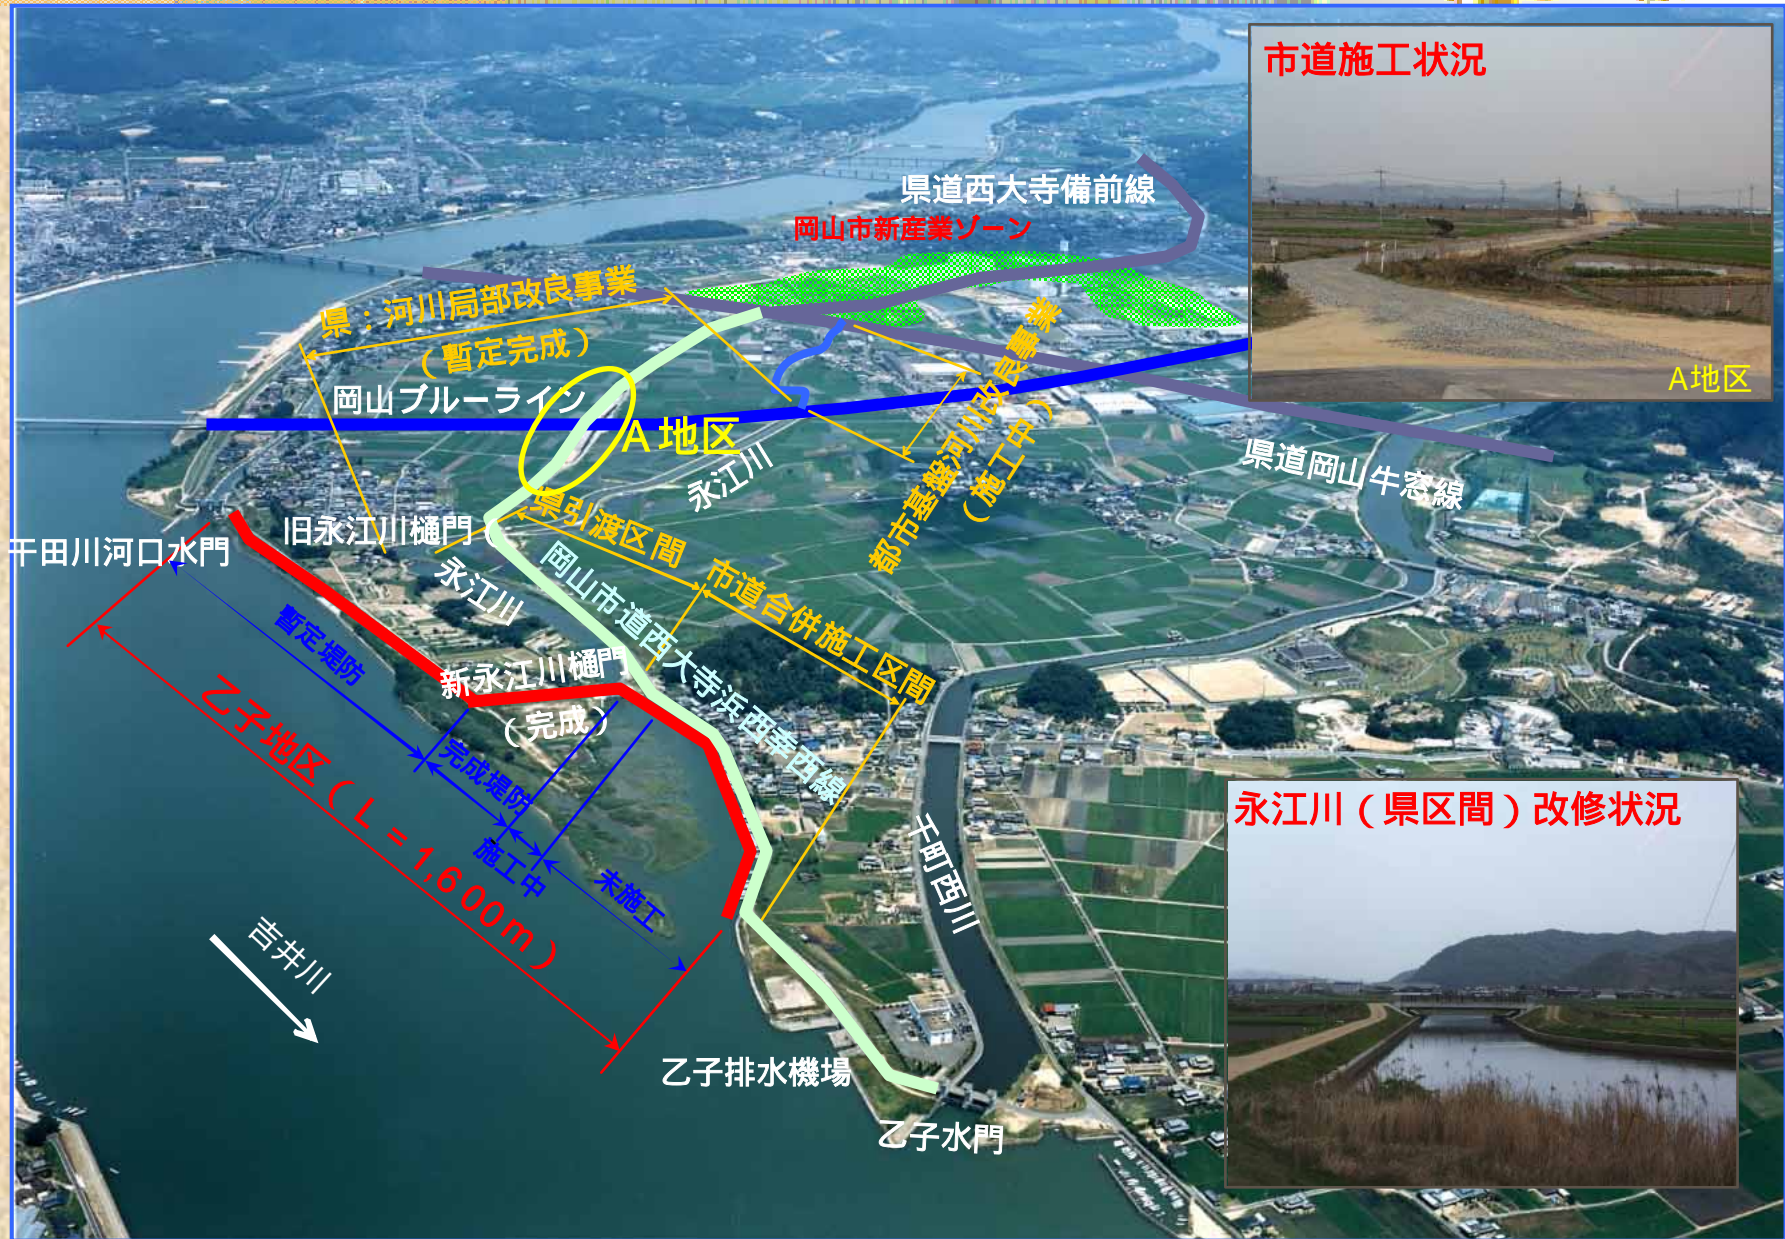 市道施工状況
A地区
県道西大寺備前線
岡山市新産業ゾーン
県：河川局部改良事業
（暫定完成）
岡山ブルーライン
A地区
永江川
都市基盤河川改良事業
（施工中）
県道岡山牛窓線
県引渡区間
旧永江川樋門
干田川河口水門
永江川
岡山市道西大寺浜西幸西線
市道合併施工区間
暫定堤防
新永江川樋門
（完成）
乙子地区（L=1,600m）
完成堤防
施工中
未施工
千町西川
永江川（県区間）改修状況
吉井川
乙子排水機場
乙子水門